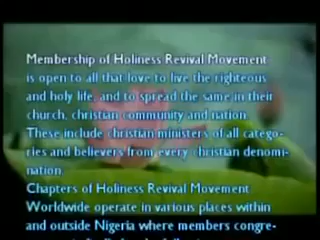 Membership of Holiness Revival Movement
is open to all that love to live the righteous
and holy life, and to spread the same in their
church, christian community and nation.
These include christian ministers of all catego-
ries and believers from every christian denomi-
nation.
Chapters of Holiness Revival Movement
Worldwide operate in various places within
and outside Nigeria where members congre-